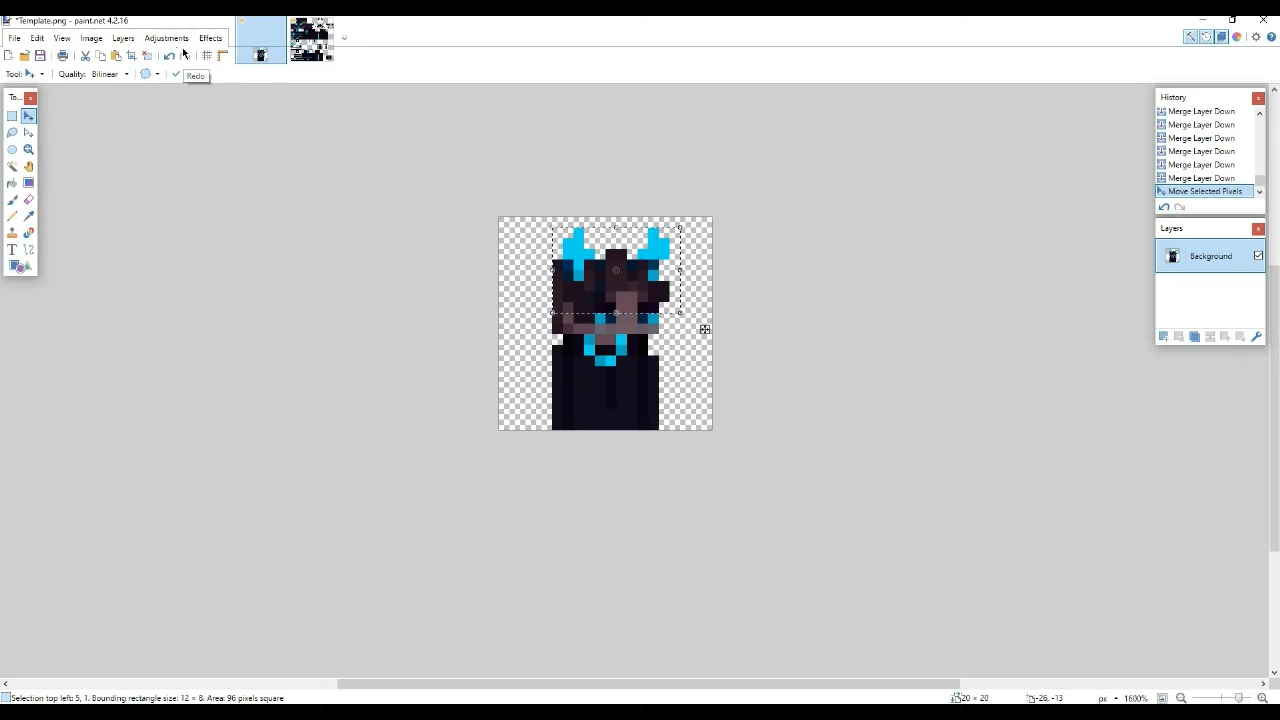 *Template.png - paint.net 4.2.16
File Edit View Image Layers Adjustments Effects
Redo
Tool: Quality: Bilinear
To...
History
Merge Layer Down
Merge Layer Down
Merge Layer Down
Merge Layer Down
Merge Layer Down
Merge Layer Down
Move Selected Pixels
Layers
Background
Selection top left: 5, 1. Bounding rectangle size: 12 × 8. Area: 96 pixels square
20 × 20
-26, -13
px
1600%